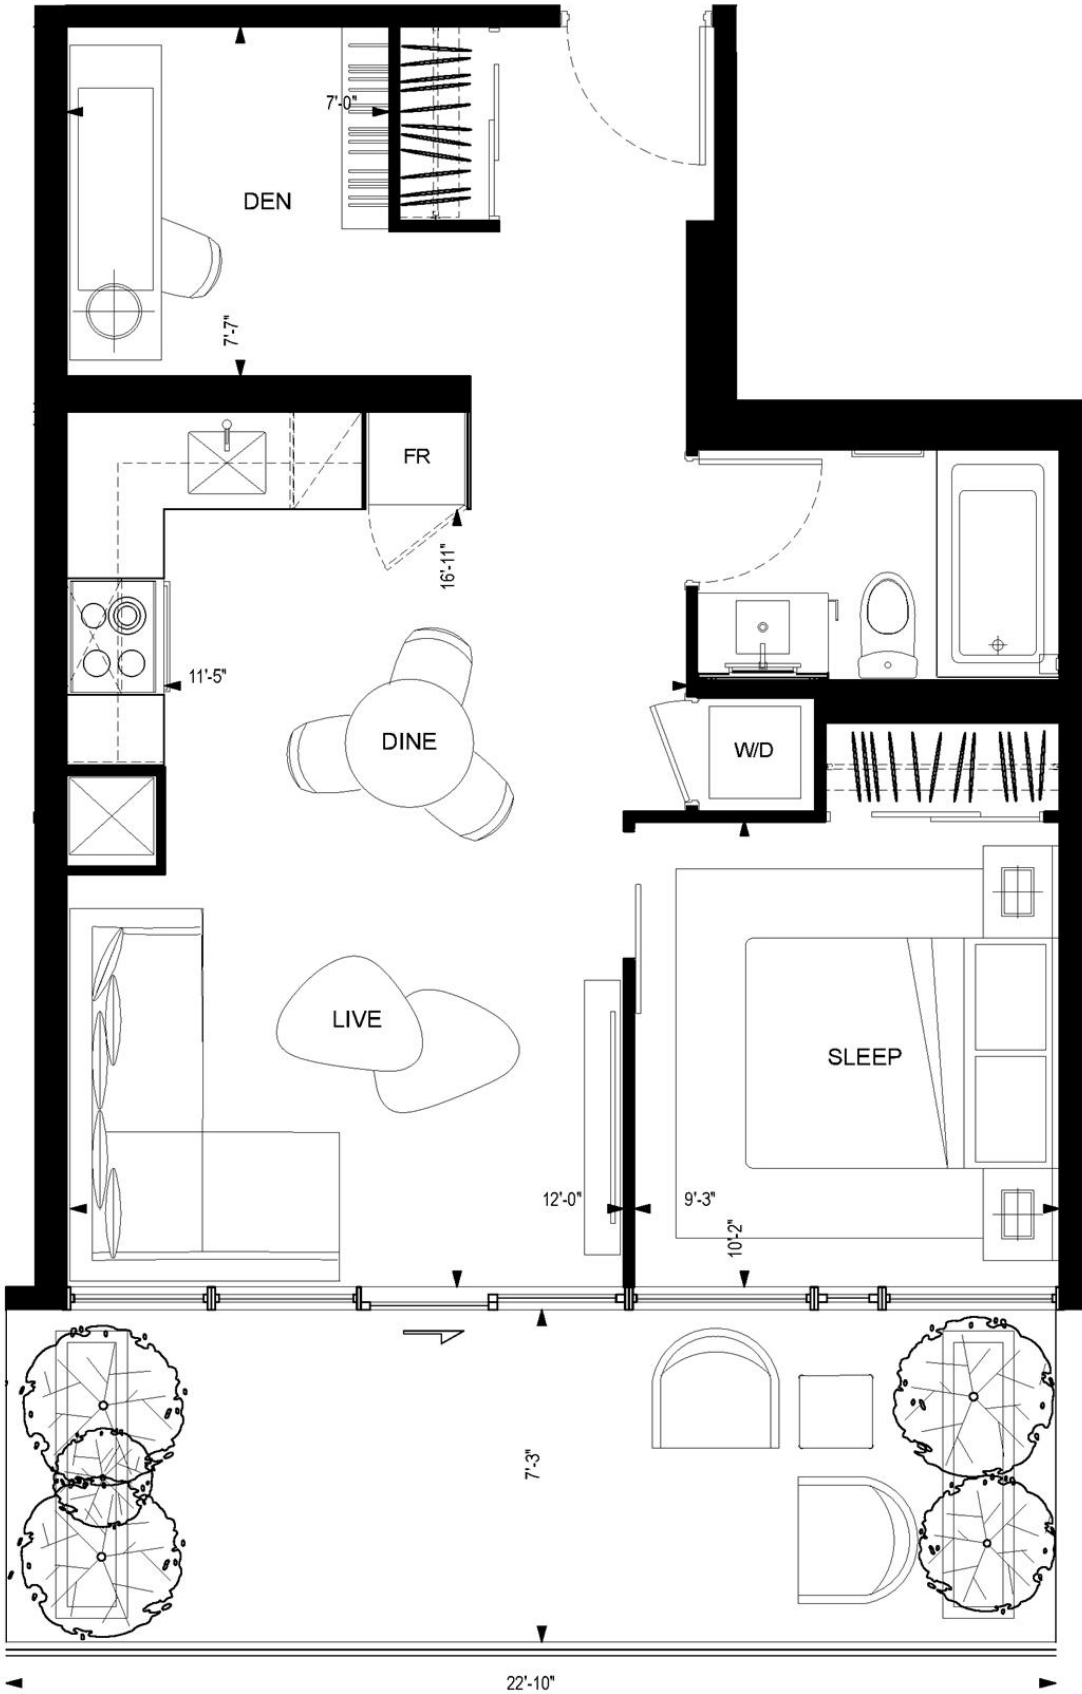 7'-0"
DEN
7'-7"
FR
16'-11"
11'-5"
DINE
W/D
LIVE
SLEEP
12'-0"
9'-3"
10'-2"
7'-3"
22'-10"